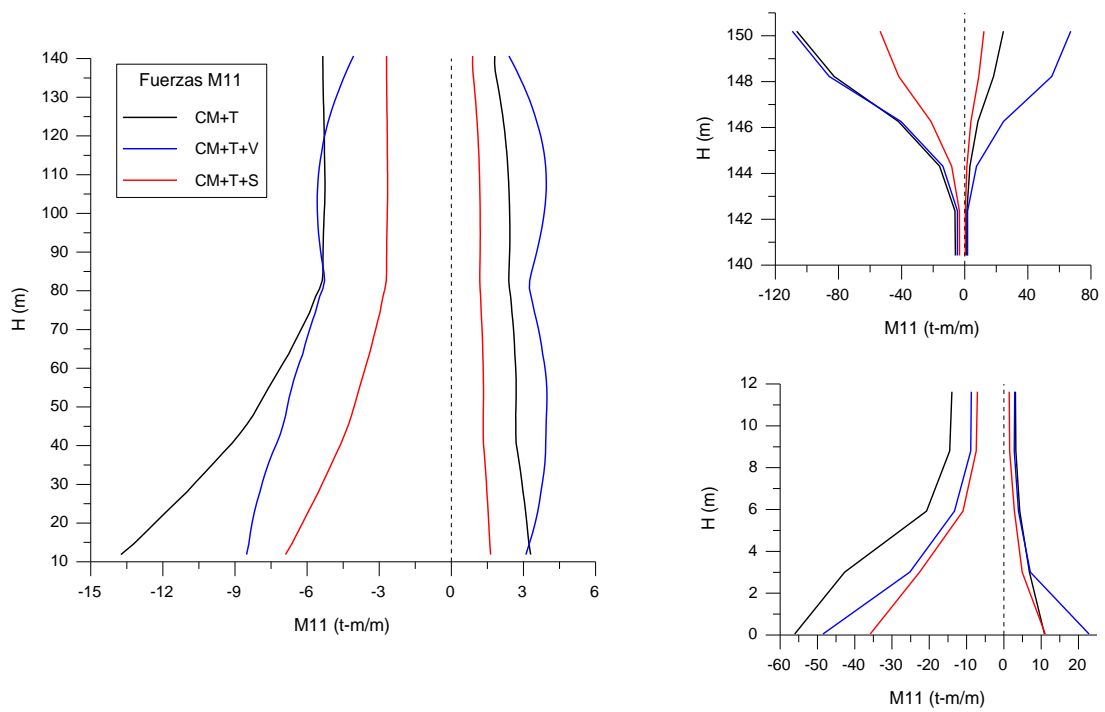 140
130
120
110
100
90
80
70
60
50
40
30
20
10
H (m)
-15 -12 -9 -6 -3 0 3 6
M11 (t-m/m)
Fuerzas M11
CM+T
CM+T+V
CM+T+S
150
148
146
144
142
140
H (m)
-120 -80 -40 0 40 80
M11 (t-m/m)
12
10
8
6
4
2
0
H (m)
-60 -50 -40 -30 -20 -10 0 10 20
M11 (t-m/m)